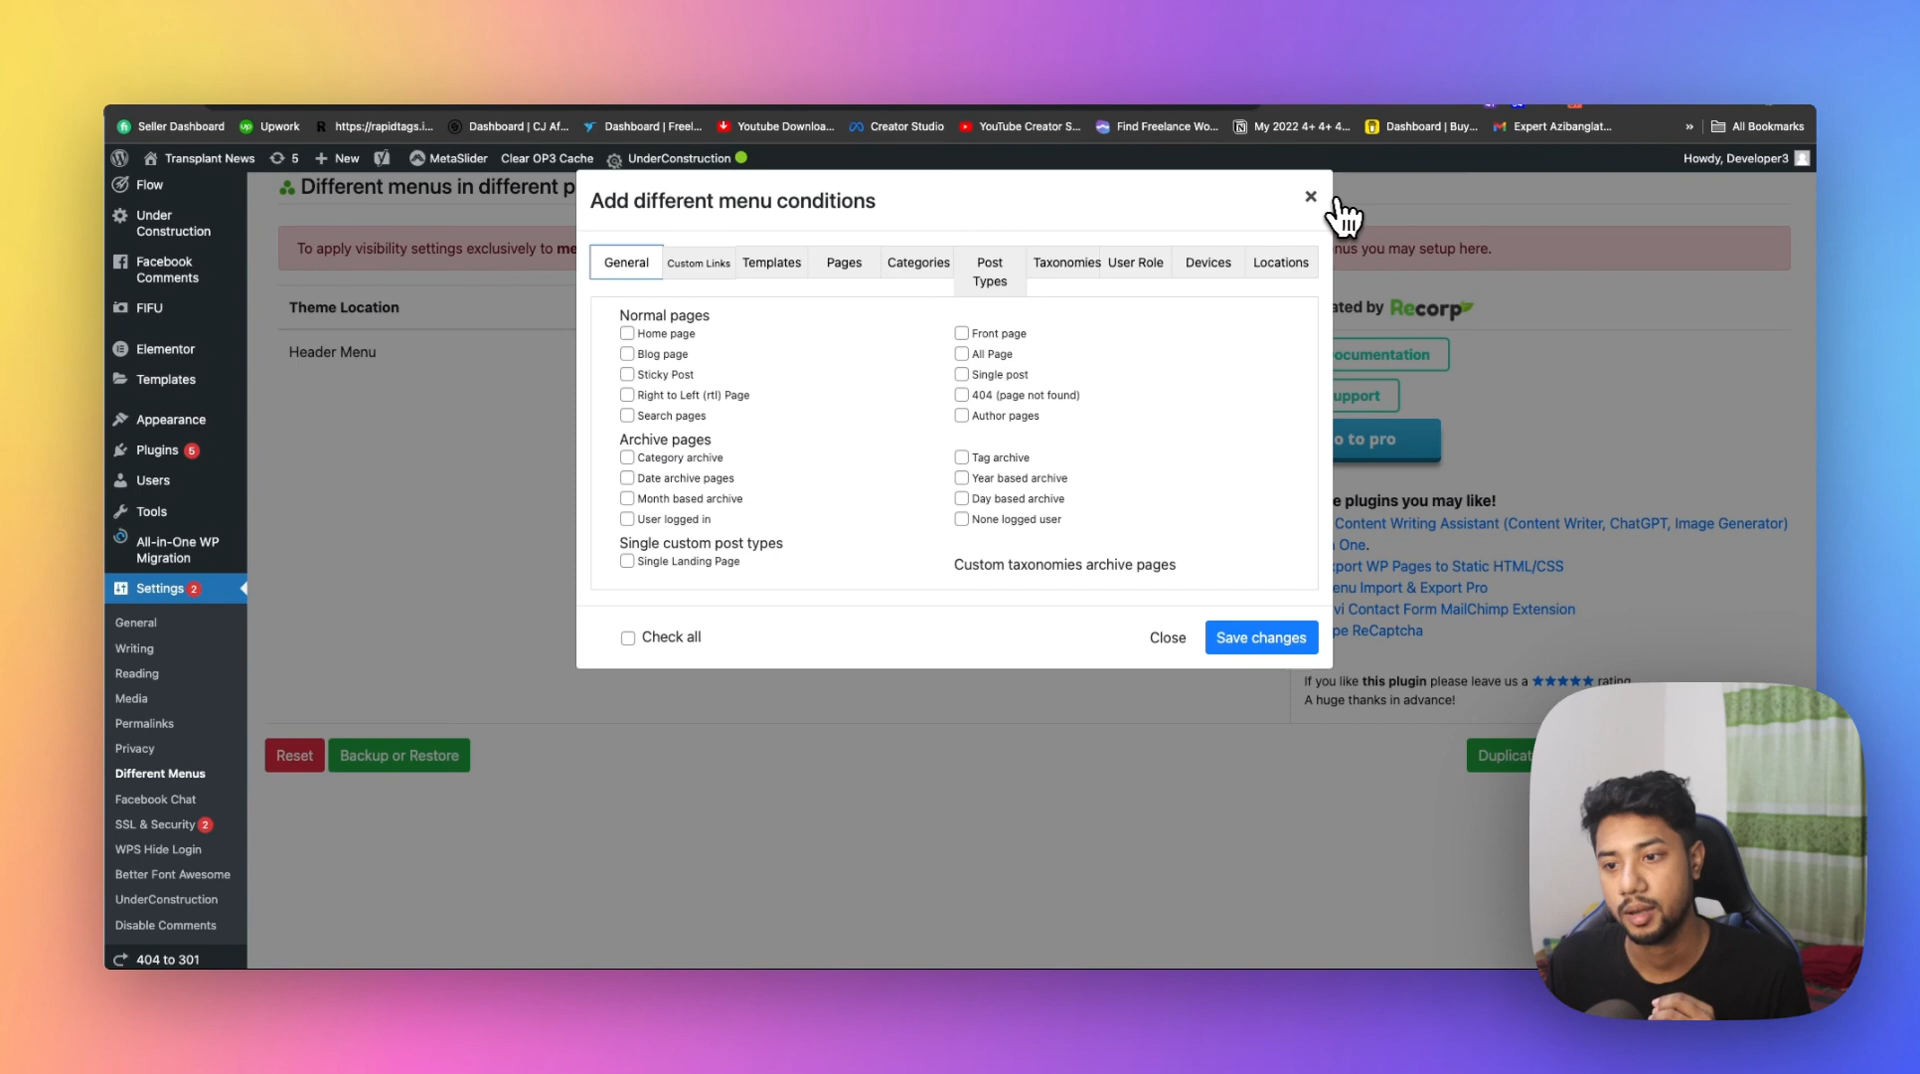 Seller Dashboard
Upwork
https://rapidtags.i...
Dashboard | CJ Af...
Dashboard | Freel...
Youtube Downloa...
Creator Studio
YouTube Creator S...
Find Freelance Wo...
My 2022 4+ 4+ 4...
Dashboard | Buy...
Expert Azibanglat...
»
All Bookmarks
Transplant News
5
+ New
MetaSlider
Clear OP3 Cache
UnderConstruction
Howdy, Developer3
Flow
Under
Construction
Facebook
Comments
FIFU
Elementor
Templates
Appearance
Plugins 5
Users
Tools
All-in-One WP
Migration
Settings 2
General
Writing
Reading
Media
Permalinks
Privacy
Different Menus
Facebook Chat
SSL & Security 2
WPS Hide Login
Better Font Awesome
UnderConstruction
Disable Comments
404 to 301
Different menus in different p
To apply visibility settings exclusively to me
nus you may setup here.
Theme Location
Header Menu
Add different menu conditions
×
General
Custom Links
Templates
Pages
Categories
Post
Types
Taxonomies
User Role
Devices
Locations
Normal pages
Home page
Front page
Blog page
All Page
Sticky Post
Single post
Right to Left (rtl) Page
404 (page not found)
Search pages
Author pages
Archive pages
Category archive
Tag archive
Date archive pages
Year based archive
Month based archive
Day based archive
User logged in
None logged user
Single custom post types
Single Landing Page
Custom taxonomies archive pages
Check all
Close
Save changes
ated by Recorp
ocumentation
upport
o to pro
e plugins you may like!
Content Writing Assistant (Content Writer, ChatGPT, Image Generator)
n One.
xport WP Pages to Static HTML/CSS
enu Import & Export Pro
vi Contact Form MailChimp Extension
pe ReCaptcha
If you like this plugin please leave us a ★★★★★ rating
A huge thanks in advance!
Reset
Backup or Restore
Duplicat